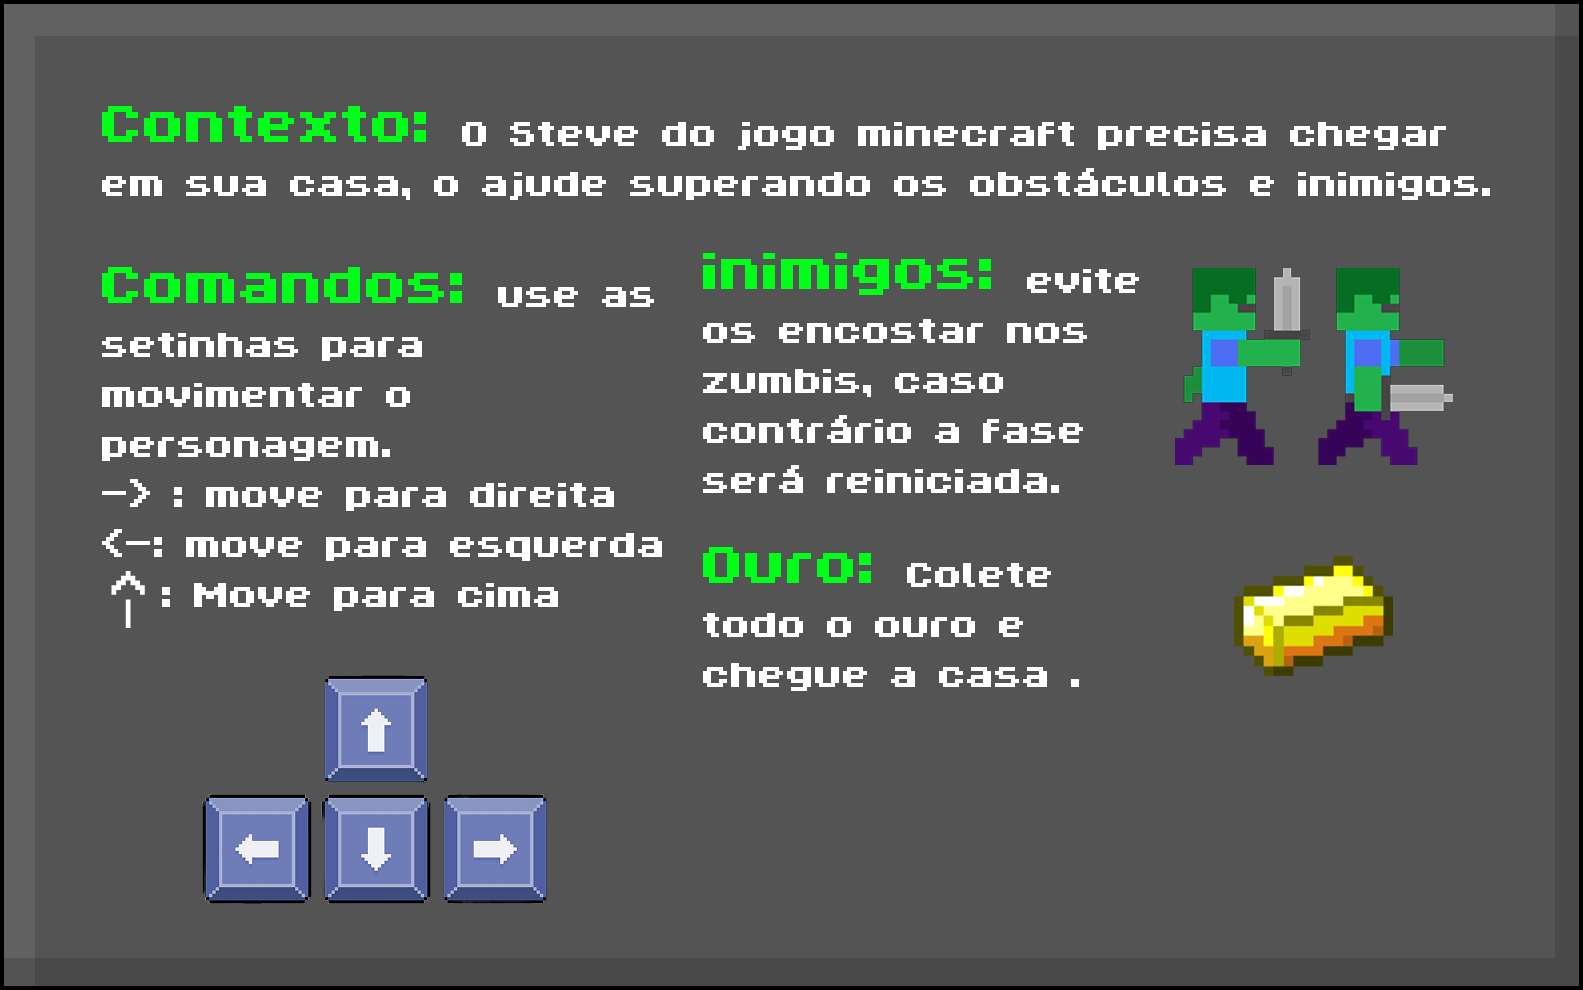 Contexto: O Steve do jogo minecraft precisa chegar
em sua casa, o ajude superando os obstáculos e inimigos.
Comandos: use as
setinhas para
movimentar o
personagem.
—> : move para direita
<—: move para esquerda
↑ : Move para cima
inimigos: evite
os encostar nos
zumbis, caso
contrário a fase
será reiniciada.
Ouro: Colete
todo o ouro e
chegue a casa .